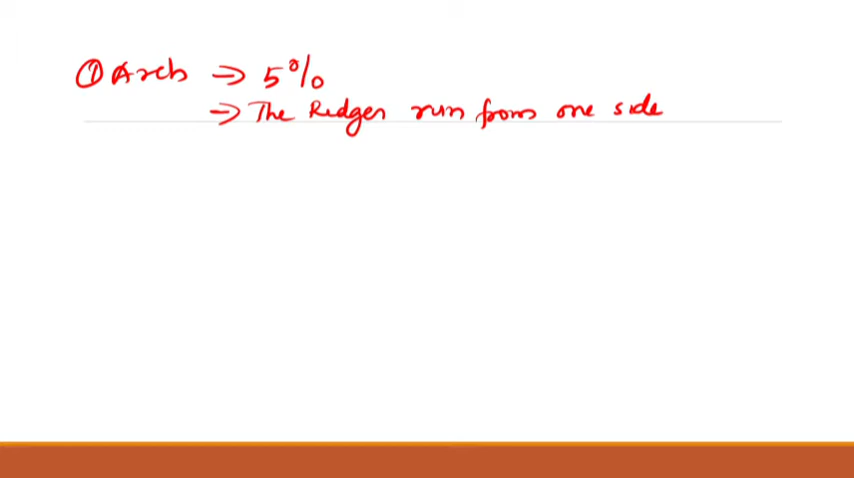 ① Arch → 5%
→ The Ridges run from one side